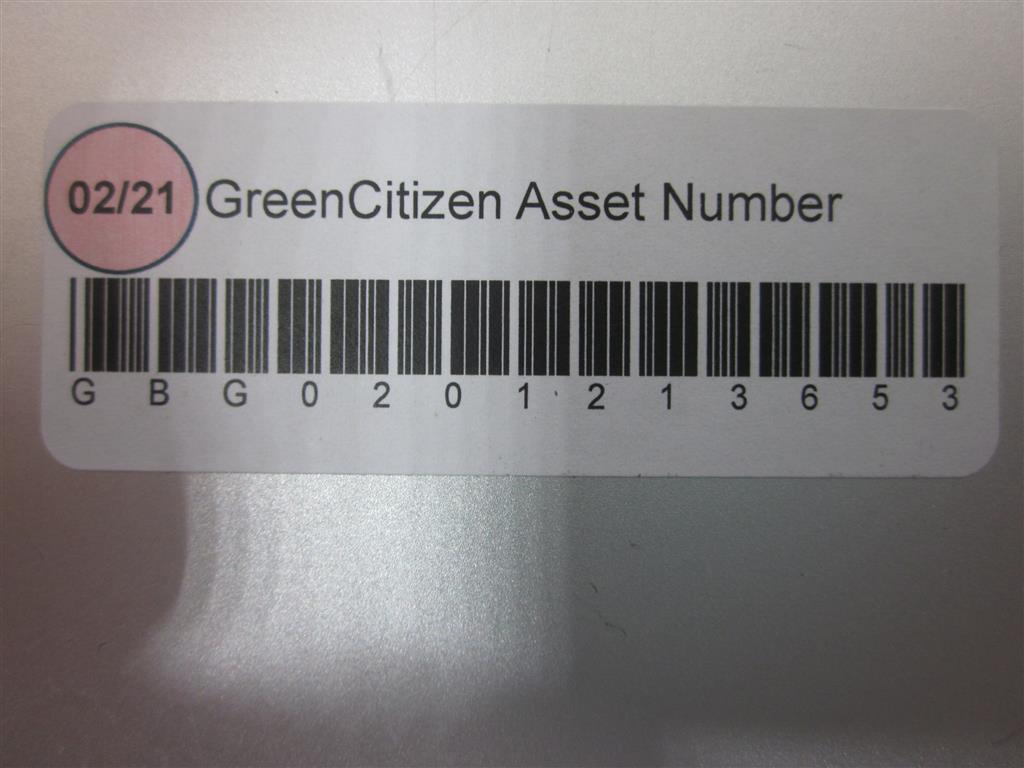 02/21 GreenCitizen Asset Number
G B G 0 2 0 1 2 1 3 6 5 3